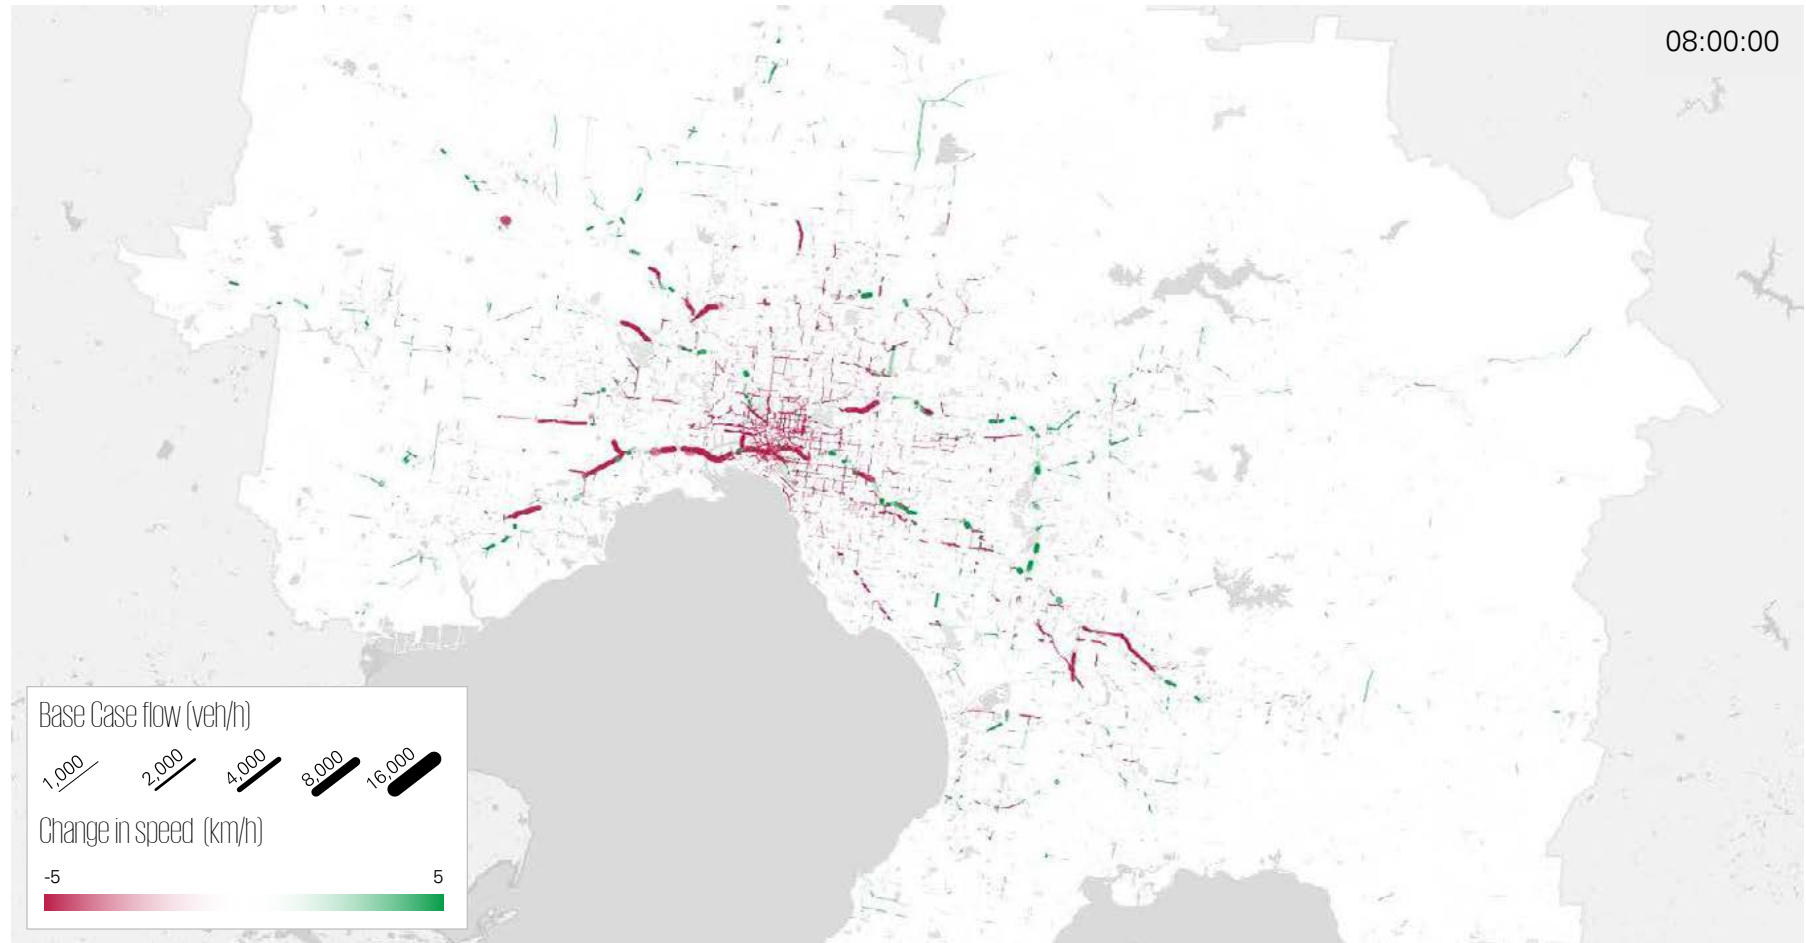 08:00:00
Base Case flow (veh/h)
1,000 2,000 4,000 8,000 16,000
Change in speed (km/h)
-5 5